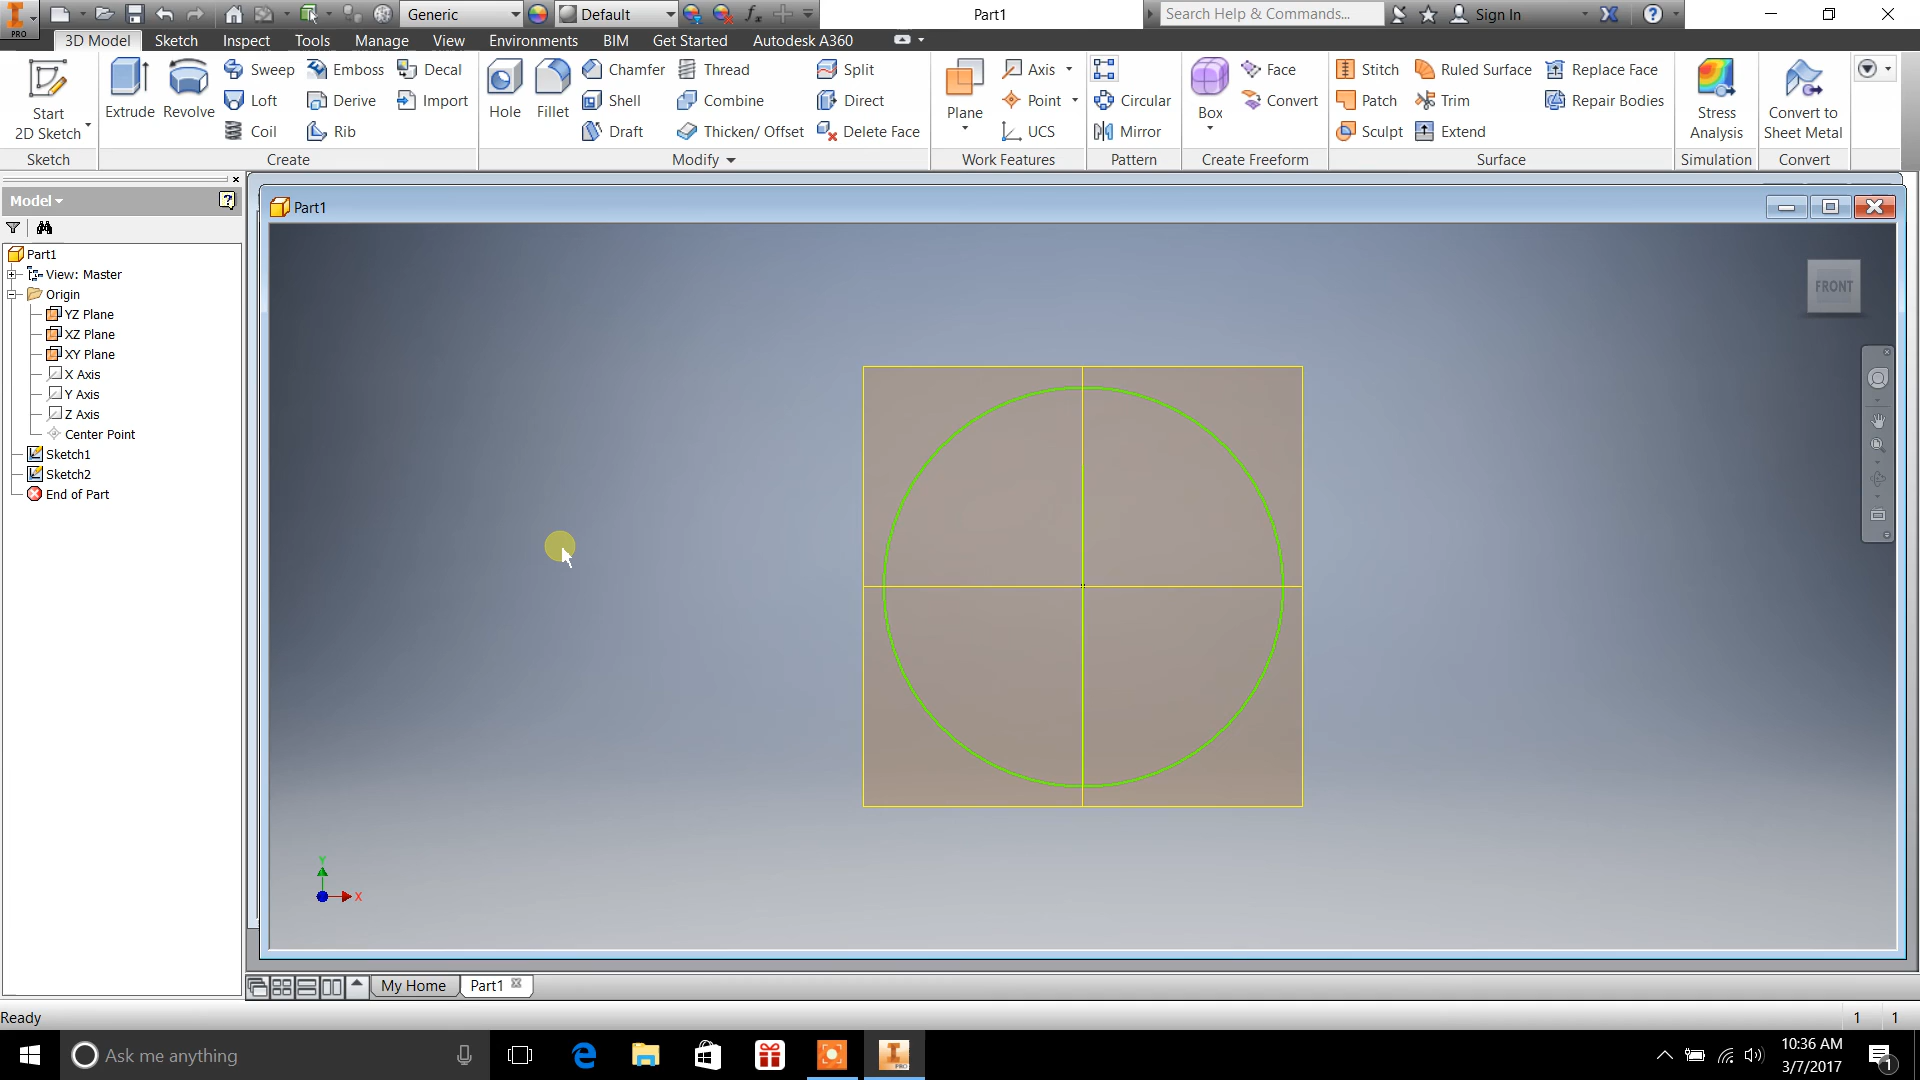 PRO
Generic
Default
fx
Part1
Search Help & Commands...
Sign In
3D Model
Sketch
Inspect
Tools
Manage
View
Environments
BIM
Get Started
Autodesk A360
Start
2D Sketch
Sketch
Extrude
Revolve
Sweep
Loft
Coil
Emboss
Derive
Rib
Decal
Import
Create
Hole
Fillet
Chamfer
Shell
Draft
Thread
Combine
Thicken/ Offset
Split
Direct
Delete Face
Modify
Plane
Axis
Point
UCS
Work Features
Circular
Mirror
Pattern
Box
Face
Convert
Create Freeform
Stitch
Patch
Sculpt
Ruled Surface
Trim
Extend
Replace Face
Repair Bodies
Surface
Stress
Analysis
Simulation
Convert to
Sheet Metal
Convert
Model
Part1
View: Master
Origin
YZ Plane
XZ Plane
XY Plane
X Axis
Y Axis
Z Axis
Center Point
Sketch1
Sketch2
End of Part
Part1
FRONT
Y
X
My Home
Part1
Ready
1
1
Ask me anything
PRO
10:36 AM
3/7/2017
1